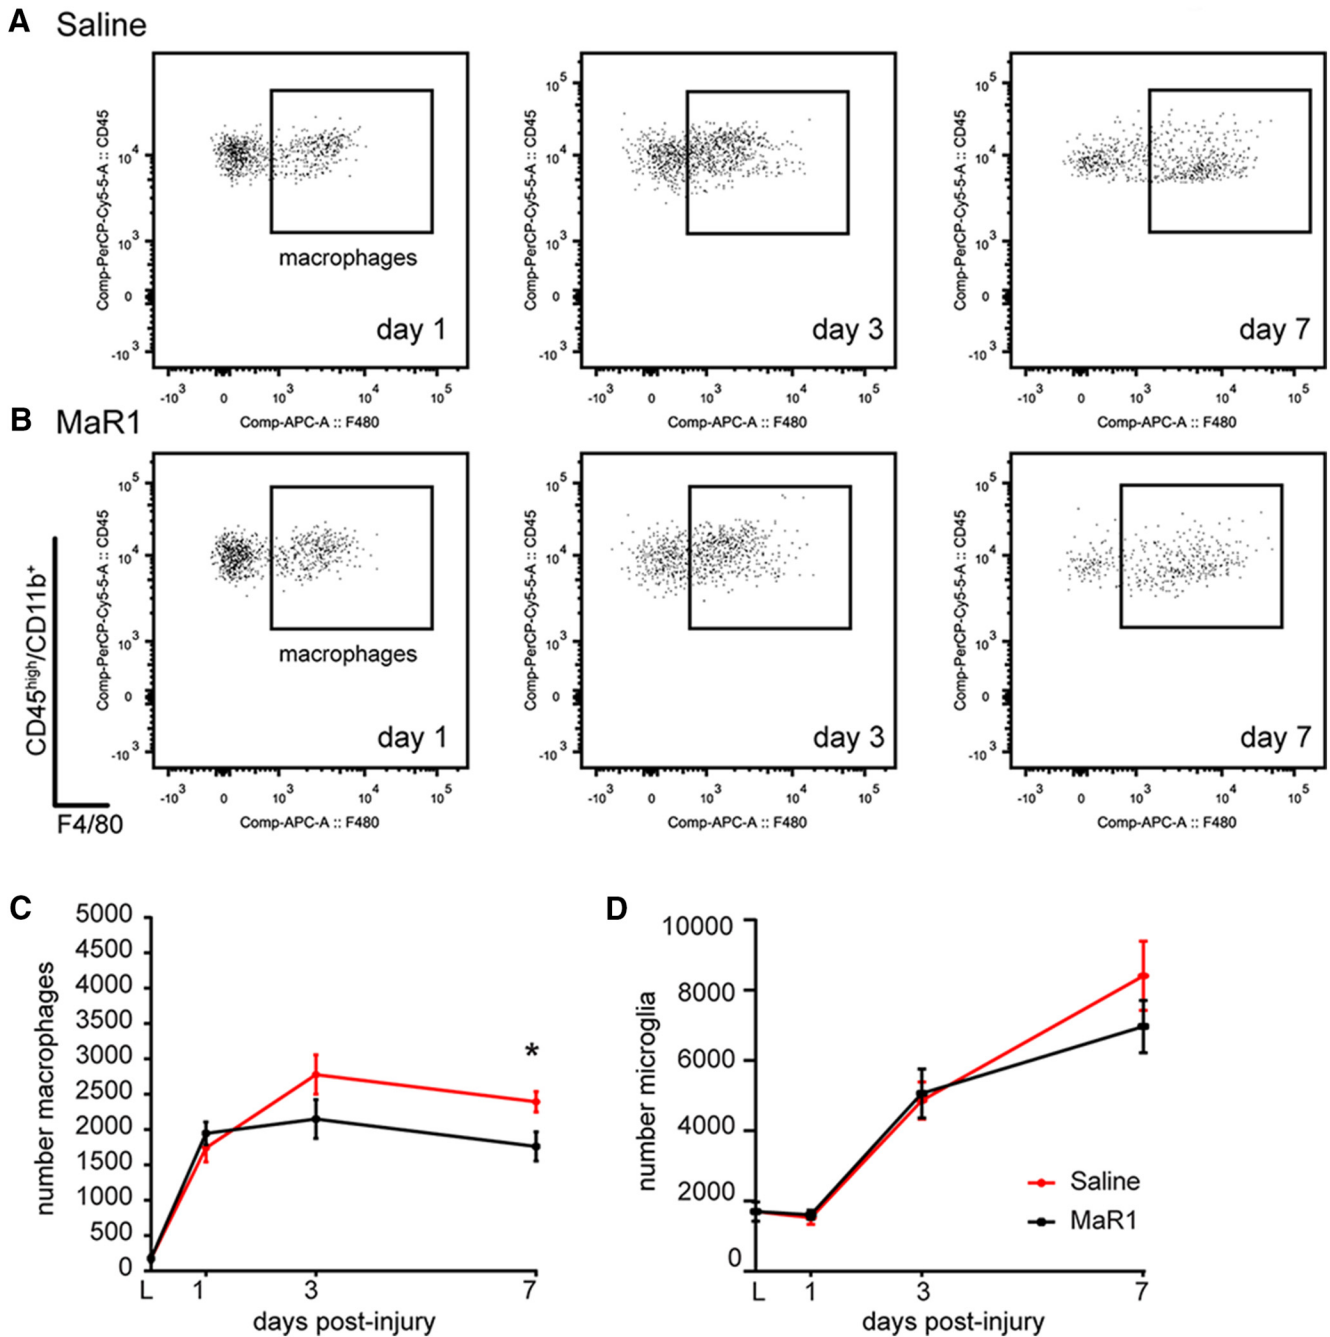 A Saline
Comp-PerCP-Cy5-5-A :: CD45
10^4
10^3
0
-10^3
macrophages
day 1
-10^3 0 10^3 10^4 10^5
Comp-APC-A :: F480
Comp-PerCP-Cy5-5-A :: CD45
10^5
10^4
10^3
0
-10^3
day 3
-10^3 0 10^3 10^4 10^5
Comp-APC-A :: F480
Comp-PerCP-Cy5-5-A :: CD45
10^5
10^4
10^3
0
-10^3
day 7
-10^3 0 10^3 10^4 10^5
Comp-APC-A :: F480
B MaR1
CD45high/CD11b+
F4/80
Comp-PerCP-Cy5-5-A :: CD45
10^5
10^4
10^3
0
-10^3
macrophages
day 1
-10^3 0 10^3 10^4 10^5
Comp-APC-A :: F480
Comp-PerCP-Cy5-5-A :: CD45
10^5
10^4
10^3
0
-10^3
day 3
-10^3 0 10^3 10^4 10^5
Comp-APC-A :: F480
Comp-PerCP-Cy5-5-A :: CD45
10^5
10^4
10^3
0
-10^3
day 7
-10^3 0 10^3 10^4 10^5
Comp-APC-A :: F480
C
number macrophages
5000
4500
4000
3500
3000
2500
2000
1500
1000
500
0
*
L 1 3 7
days post-injury
D
number microglia
10000
8000
6000
4000
2000
0
Saline
MaR1
L 1 3 7
days post-injury